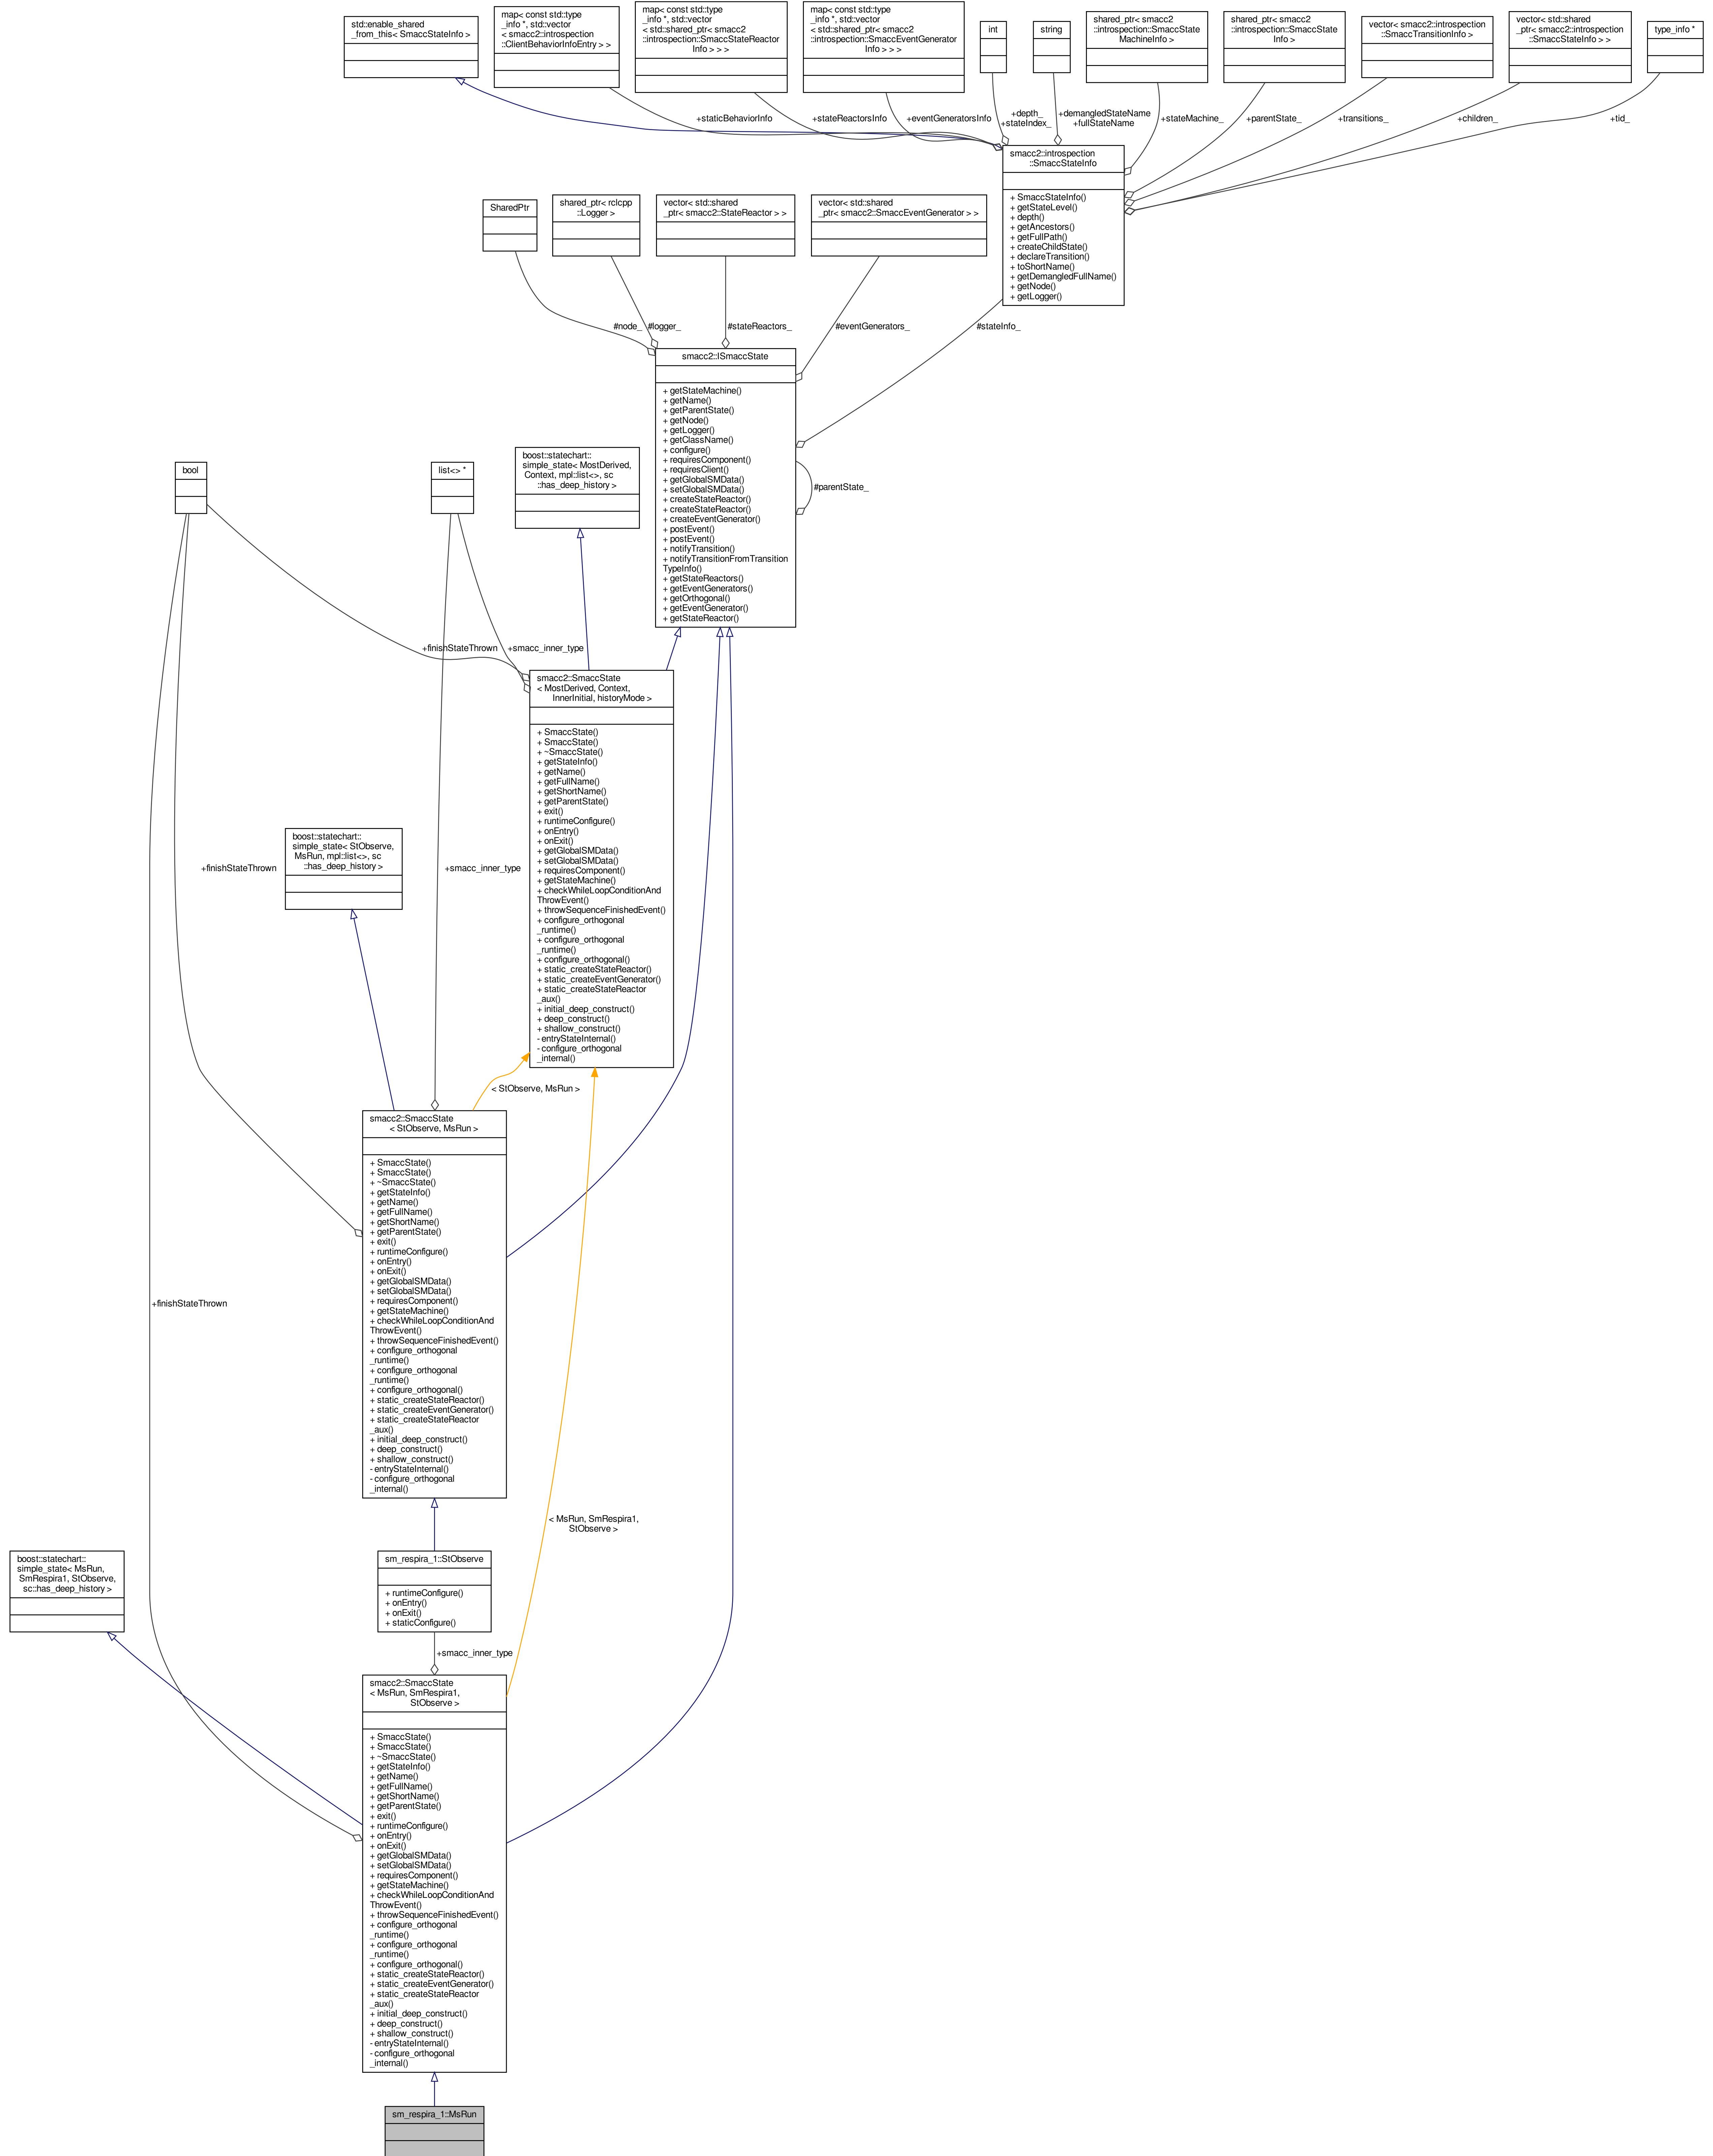 std::enable_shared
_from_this< SmaccStateInfo >
map< const std::type
_info *, std::vector
< smacc2::introspection
::ClientBehaviorInfoEntry > >
map< const std::type
_info *, std::vector
< std::shared_ptr< smacc2
::introspection::SmaccStateReactor
Info > > >
map< const std::type
_info *, std::vector
< std::shared_ptr< smacc2
::introspection::SmaccEventGenerator
Info > > >
int
string
shared_ptr< smacc2
::introspection::SmaccState
MachineInfo >
shared_ptr< smacc2
::introspection::SmaccState
Info >
vector< smacc2::introspection
::SmaccTransitionInfo >
vector< std::shared
_ptr< smacc2::introspection
::SmaccStateInfo > >
type_info *
+staticBehaviorInfo
+stateReactorsInfo
+eventGeneratorsInfo
+depth_
+stateIndex_
+demangledStateName
+fullStateName
+stateMachine_
+parentState_
+transitions_
+children_
+tid_
smacc2::introspection
::SmaccStateInfo
+ SmaccStateInfo()
+ getStateLevel()
+ depth()
+ getAncestors()
+ getFullPath()
+ createChildState()
+ declareTransition()
+ toShortName()
+ getDemangledFullName()
+ getNode()
+ getLogger()
SharedPtr
shared_ptr< rclcpp
::Logger >
vector< std::shared
_ptr< smacc2::StateReactor > >
vector< std::shared
_ptr< smacc2::SmaccEventGenerator > >
#node_
#logger_
#stateReactors_
#eventGenerators_
#stateInfo_
smacc2::ISmaccState
+ getStateMachine()
+ getName()
+ getParentState()
+ getNode()
+ getLogger()
+ getClassName()
+ configure()
+ requiresComponent()
+ requiresClient()
+ getGlobalSMData()
+ setGlobalSMData()
+ createStateReactor()
+ createStateReactor()
+ createEventGenerator()
+ postEvent()
+ postEvent()
+ notifyTransition()
+ notifyTransitionFromTransition
TypeInfo()
+ getStateReactors()
+ getEventGenerators()
+ getOrthogonal()
+ getEventGenerator()
+ getStateReactor()
#parentState_
bool
list<> *
boost::statechart::
simple_state< MostDerived,
Context, mpl::list<>, sc
::has_deep_history >
+finishStateThrown
+smacc_inner_type
smacc2::SmaccState
< MostDerived, Context,
InnerInitial, historyMode >
+ SmaccState()
+ SmaccState()
+ ~SmaccState()
+ getStateInfo()
+ getName()
+ getFullName()
+ getShortName()
+ getParentState()
+ exit()
+ runtimeConfigure()
+ onEntry()
+ onExit()
+ getGlobalSMData()
+ setGlobalSMData()
+ requiresComponent()
+ getStateMachine()
+ checkWhileLoopConditionAnd
ThrowEvent()
+ throwSequenceFinishedEvent()
+ configure_orthogonal
_runtime()
+ configure_orthogonal
_runtime()
+ configure_orthogonal()
+ static_createStateReactor()
+ static_createEventGenerator()
+ static_createStateReactor
_aux()
+ initial_deep_construct()
+ deep_construct()
+ shallow_construct()
- entryStateInternal()
- configure_orthogonal
_internal()
boost::statechart::
simple_state< StObserve,
MsRun, mpl::list<>, sc
::has_deep_history >
+finishStateThrown
+smacc_inner_type
< StObserve, MsRun >
smacc2::SmaccState
< StObserve, MsRun >
+ SmaccState()
+ SmaccState()
+ ~SmaccState()
+ getStateInfo()
+ getName()
+ getFullName()
+ getShortName()
+ getParentState()
+ exit()
+ runtimeConfigure()
+ onEntry()
+ onExit()
+ getGlobalSMData()
+ setGlobalSMData()
+ requiresComponent()
+ getStateMachine()
+ checkWhileLoopConditionAnd
ThrowEvent()
+ throwSequenceFinishedEvent()
+ configure_orthogonal
_runtime()
+ configure_orthogonal
_runtime()
+ configure_orthogonal()
+ static_createStateReactor()
+ static_createEventGenerator()
+ static_createStateReactor
_aux()
+ initial_deep_construct()
+ deep_construct()
+ shallow_construct()
- entryStateInternal()
- configure_orthogonal
_internal()
+finishStateThrown
< MsRun, SmRespira1,
StObserve >
boost::statechart::
simple_state< MsRun,
SmRespira1, StObserve,
sc::has_deep_history >
sm_respira_1::StObserve
+ runtimeConfigure()
+ onEntry()
+ onExit()
+ staticConfigure()
+smacc_inner_type
smacc2::SmaccState
< MsRun, SmRespira1,
StObserve >
+ SmaccState()
+ SmaccState()
+ ~SmaccState()
+ getStateInfo()
+ getName()
+ getFullName()
+ getShortName()
+ getParentState()
+ exit()
+ runtimeConfigure()
+ onEntry()
+ onExit()
+ getGlobalSMData()
+ setGlobalSMData()
+ requiresComponent()
+ getStateMachine()
+ checkWhileLoopConditionAnd
ThrowEvent()
+ throwSequenceFinishedEvent()
+ configure_orthogonal
_runtime()
+ configure_orthogonal
_runtime()
+ configure_orthogonal()
+ static_createStateReactor()
+ static_createEventGenerator()
+ static_createStateReactor
_aux()
+ initial_deep_construct()
+ deep_construct()
+ shallow_construct()
- entryStateInternal()
- configure_orthogonal
_internal()
sm_respira_1::MsRun